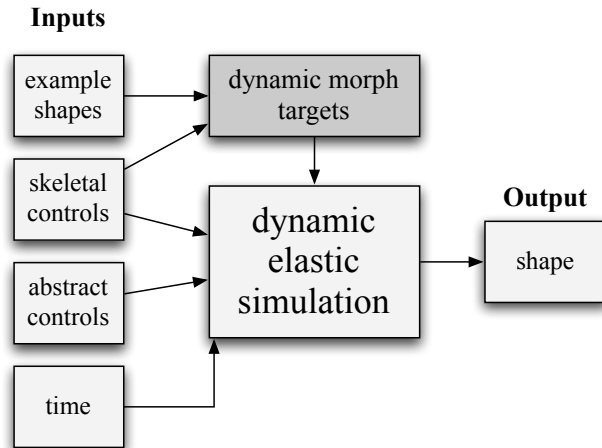 Inputs
example
shapes
dynamic morph
targets
skeletal
controls
dynamic
elastic
simulation
Output
shape
abstract
controls
time